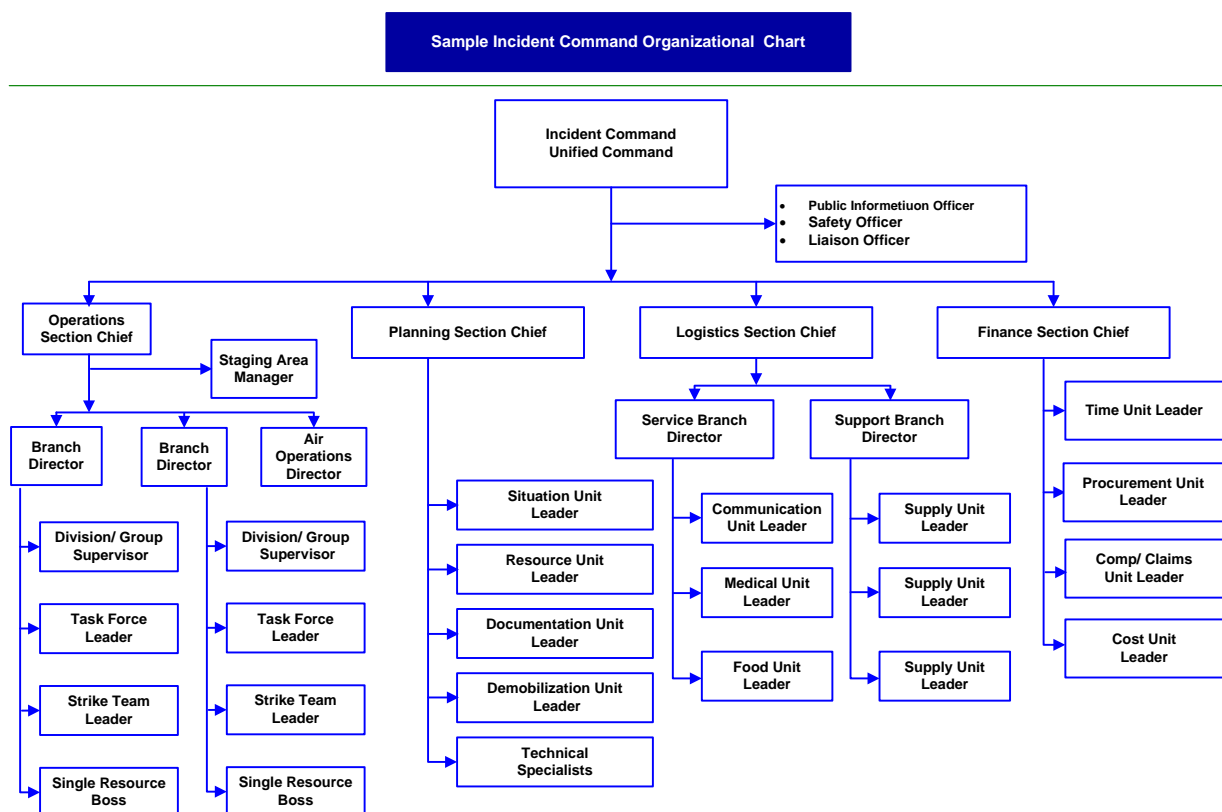 Sample Incident Command Organizational Chart
Incident Command
Unified Command
• Public Informetiuon Officer
• Safety Officer
• Liaison Officer
Operations
Section Chief
Planning Section Chief
Logistics Section Chief
Finance Section Chief
Staging Area
Manager
Branch
Director
Branch
Director
Air
Operations
Director
Division/ Group
Supervisor
Task Force
Leader
Strike Team
Leader
Single Resource
Boss
Division/ Group
Supervisor
Task Force
Leader
Strike Team
Leader
Single Resource
Boss
Situation Unit
Leader
Resource Unit
Leader
Documentation Unit
Leader
Demobilization Unit
Leader
Technical
Specialists
Service Branch
Director
Support Branch
Director
Communication
Unit Leader
Medical Unit
Leader
Food Unit
Leader
Supply Unit
Leader
Supply Unit
Leader
Supply Unit
Leader
Time Unit Leader
Procurement Unit
Leader
Comp/ Claims
Unit Leader
Cost Unit
Leader